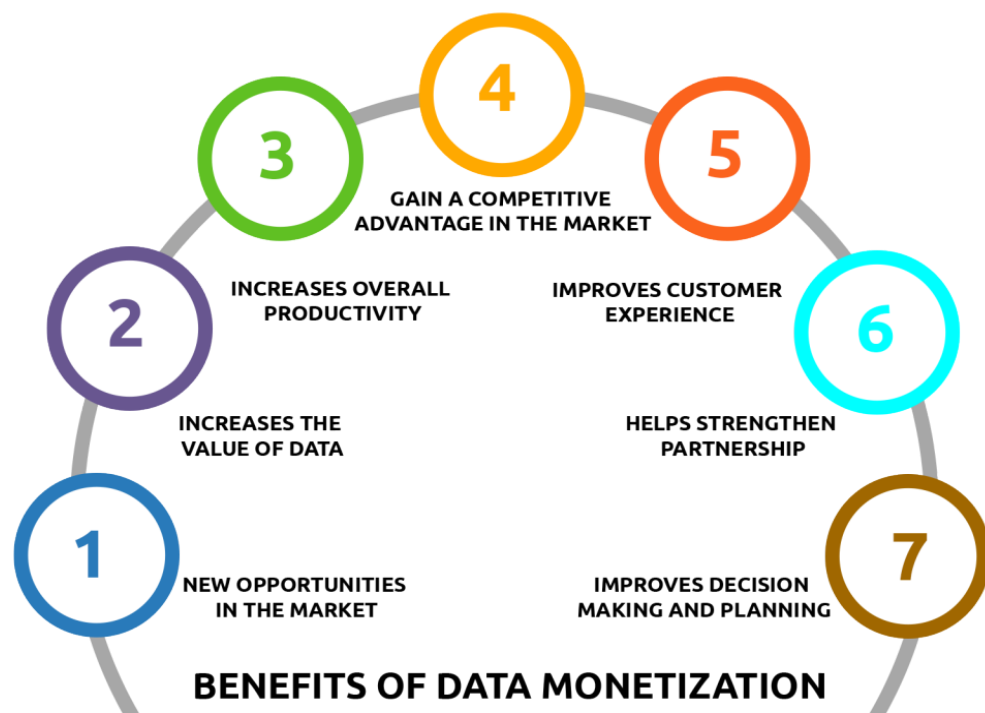 1
NEW OPPORTUNITIES
IN THE MARKET
2
INCREASES THE
VALUE OF DATA
3
INCREASES OVERALL
PRODUCTIVITY
4
GAIN A COMPETITIVE
ADVANTAGE IN THE MARKET
5
IMPROVES CUSTOMER
EXPERIENCE
6
HELPS STRENGTHEN
PARTNERSHIP
7
IMPROVES DECISION
MAKING AND PLANNING
BENEFITS OF DATA MONETIZATION